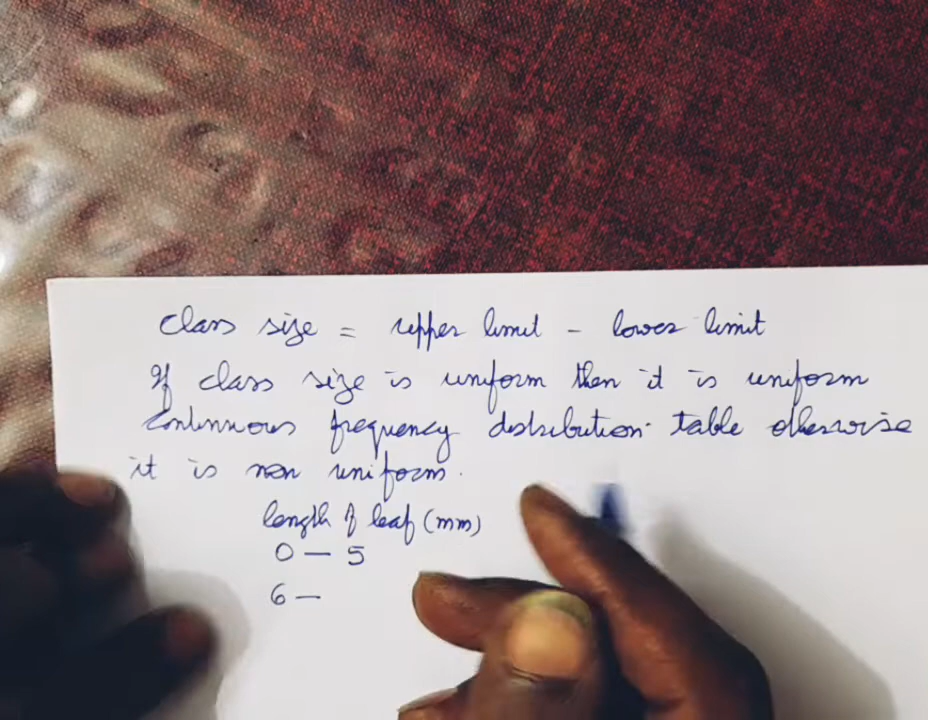 Class size = upper limit - lower limit
If class size is uniform then it is uniform
continuous frequency distribution table otherwise
it is non uniform.
length of leaf (mm)
0 — 5
6 —